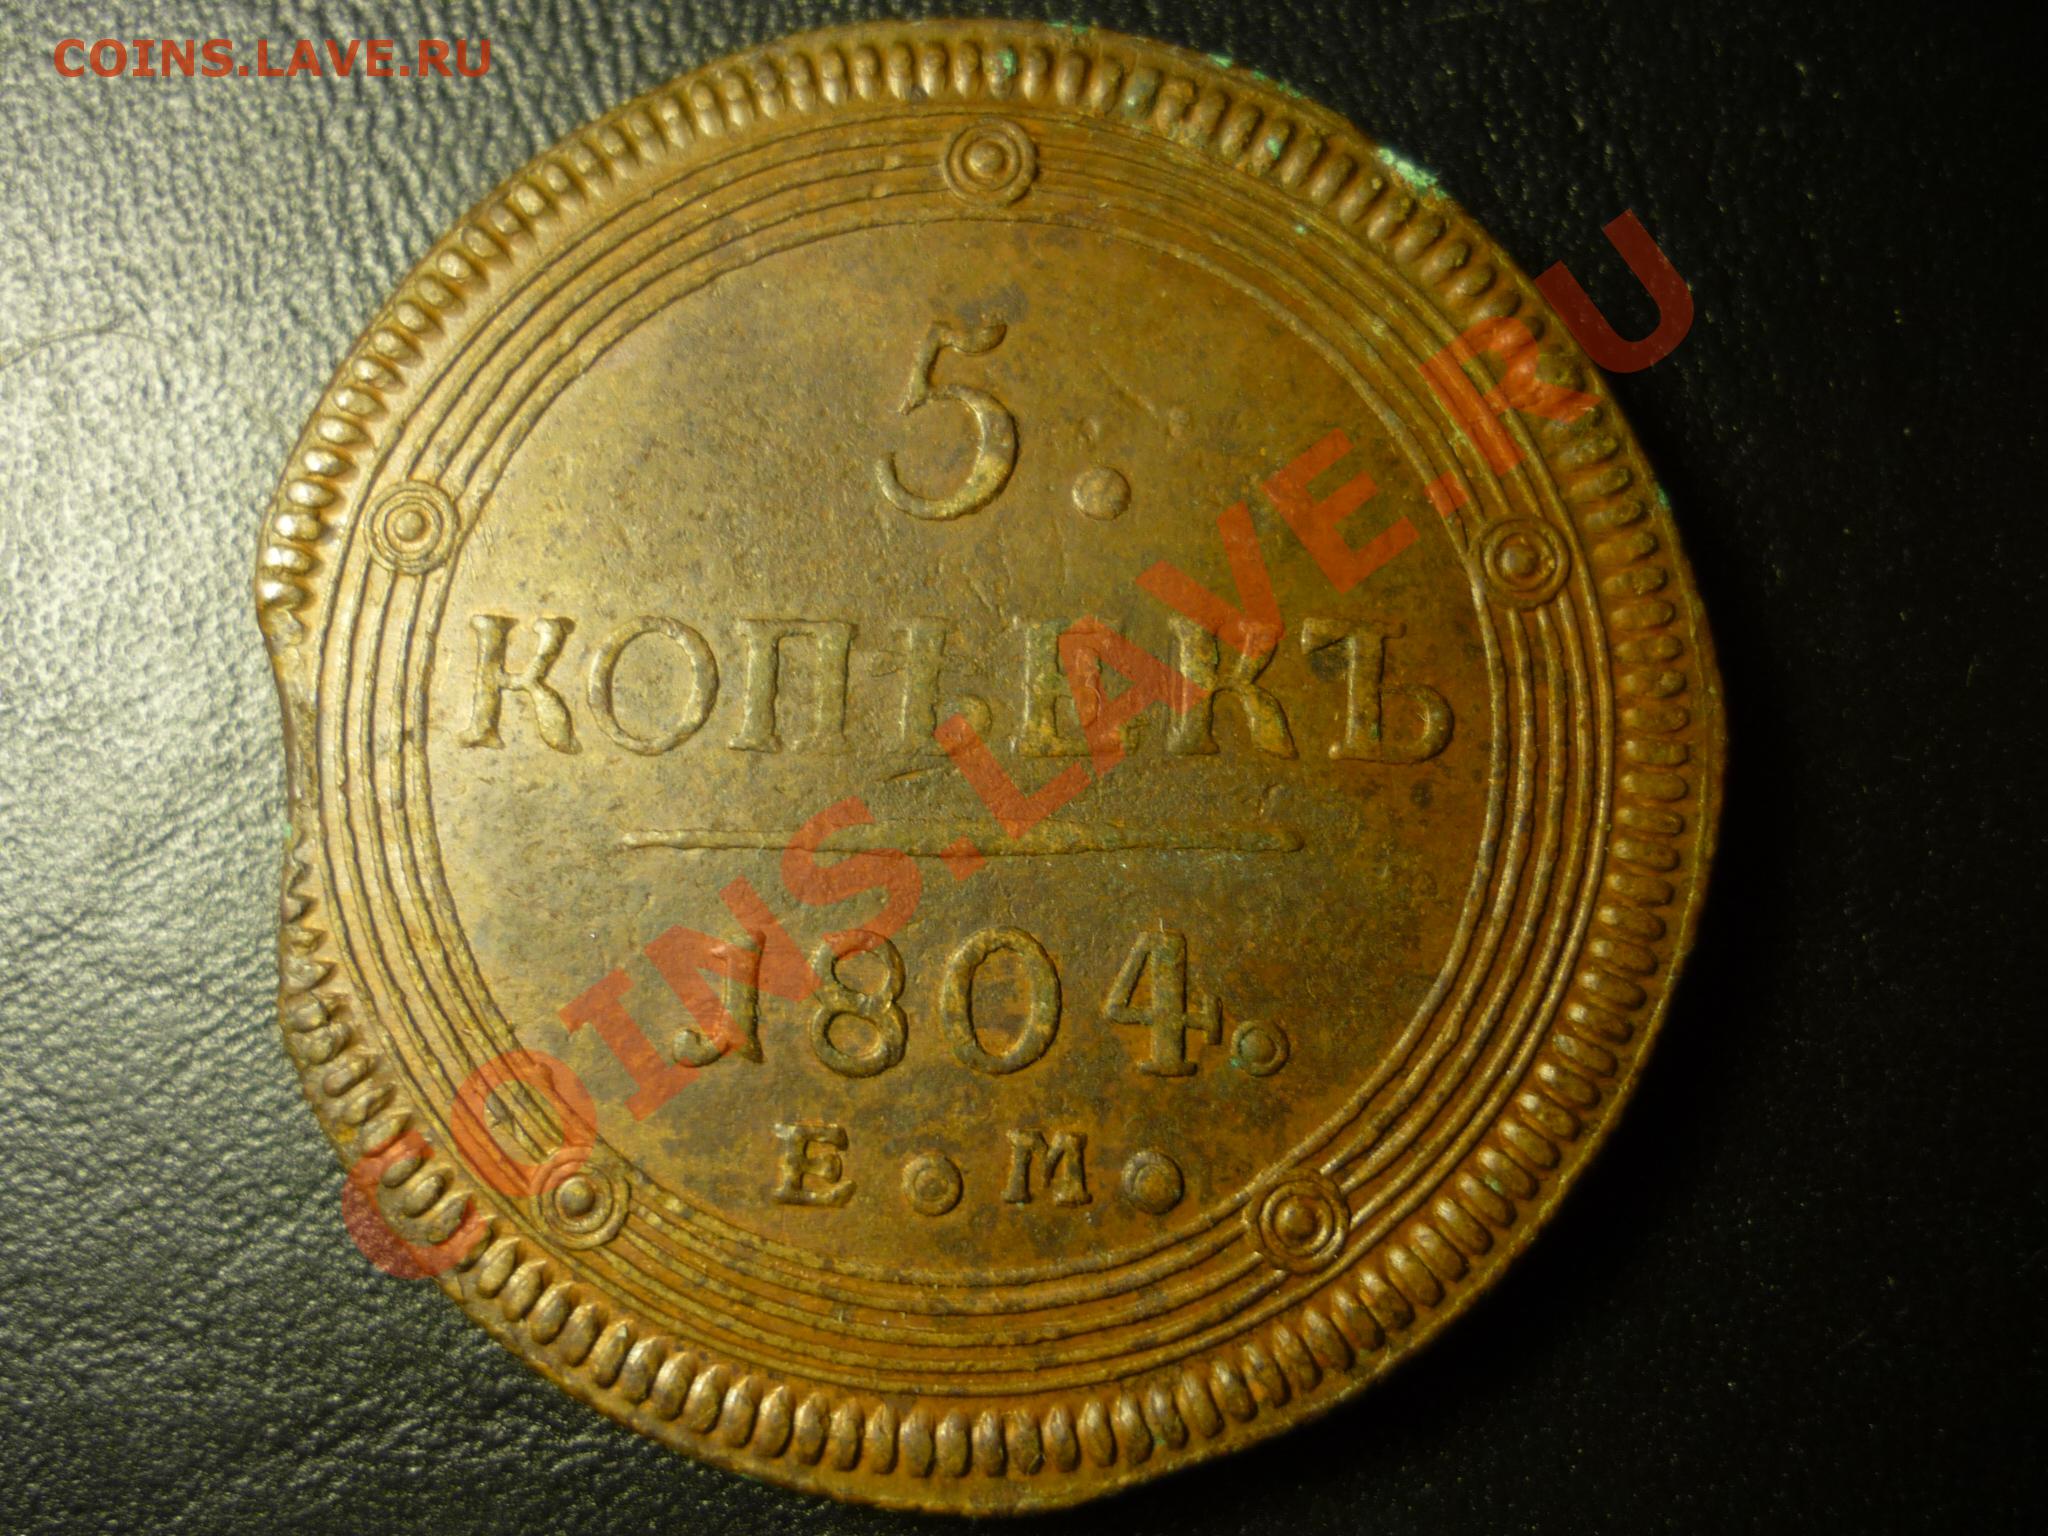 COINS.LAVE.RU
5.
КОПѢЕКЪ
1804.
Е.М.
COINS.LAVE.RU